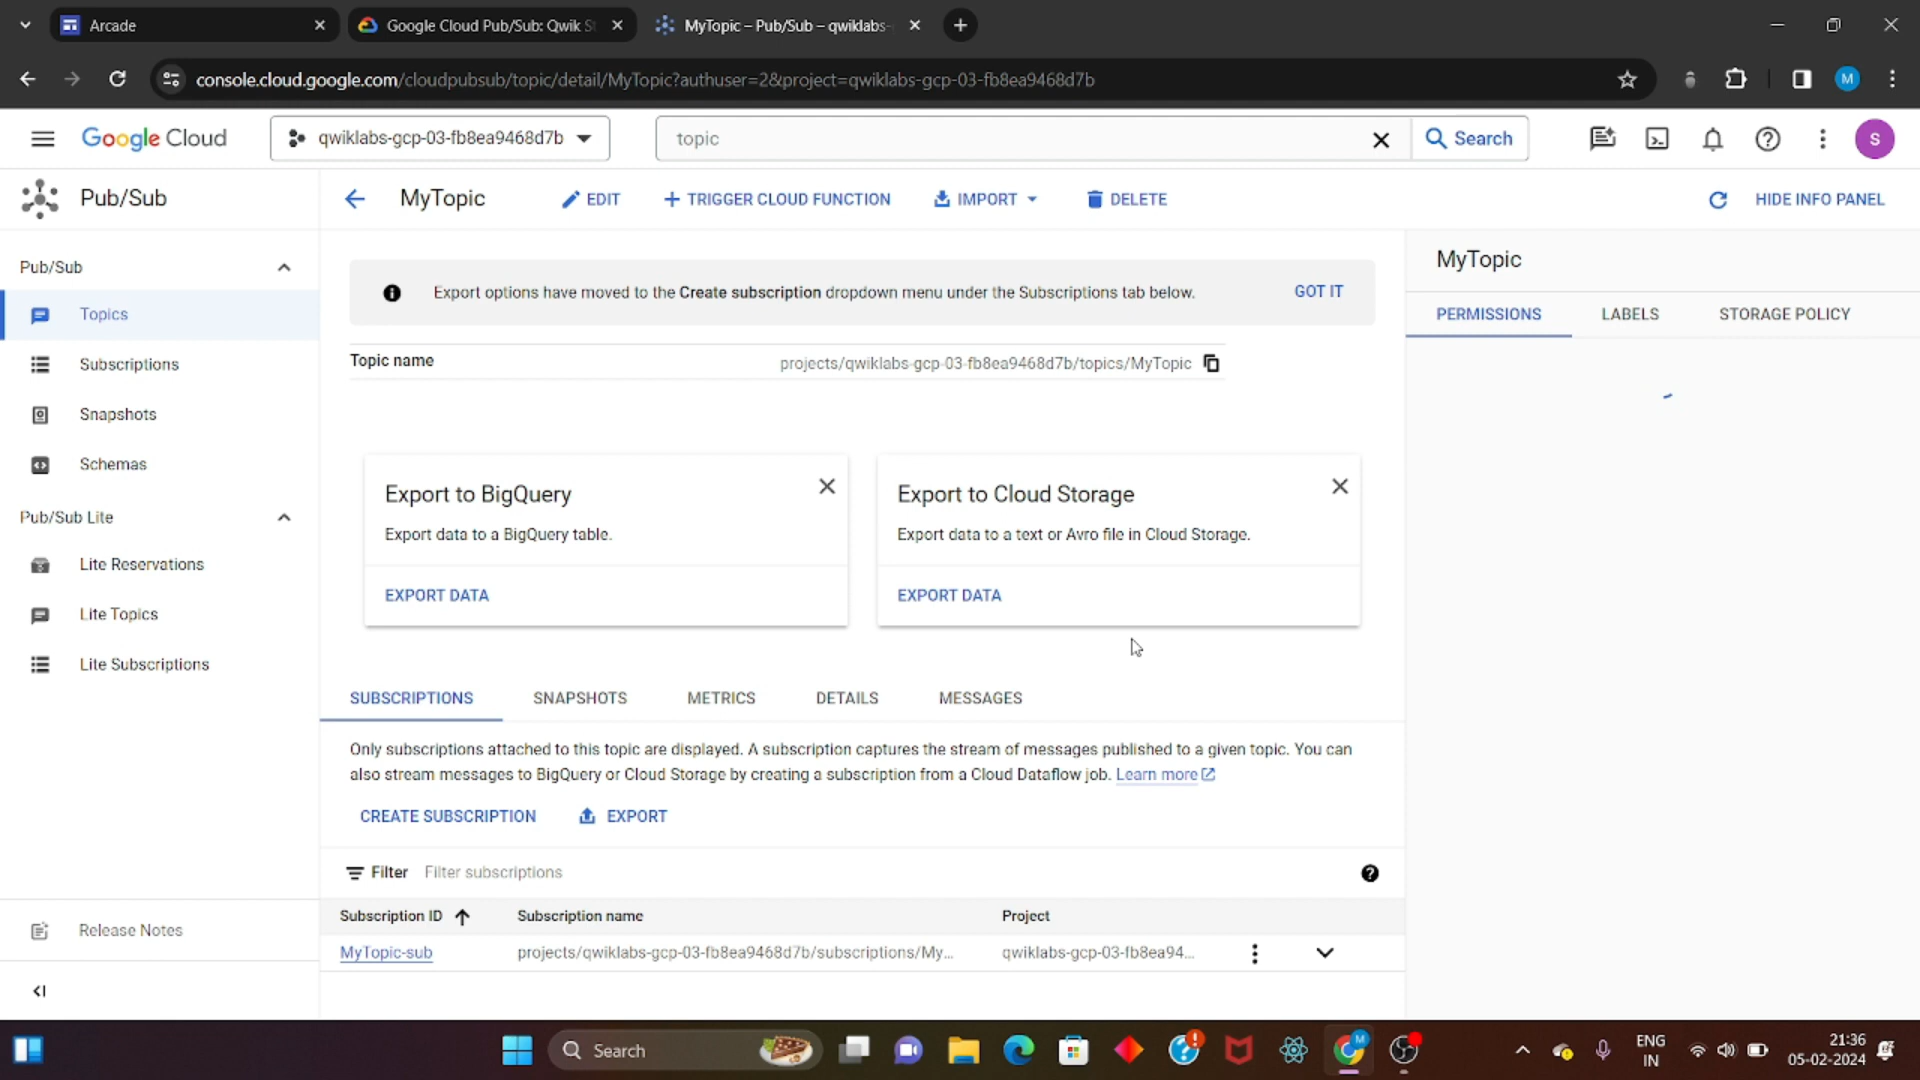 Arcade
Google Cloud Pub/Sub: Qwik S
MyTopic – Pub/Sub – qwiklabs-
console.cloud.google.com/cloudpubsub/topic/detail/MyTopic?authuser=2&project=qwiklabs-gcp-03-fb8ea9468d7b
M
Google Cloud
qwiklabs-gcp-03-fb8ea9468d7b
topic
Search
S
Pub/Sub
MyTopic
EDIT
TRIGGER CLOUD FUNCTION
IMPORT
DELETE
HIDE INFO PANEL
Pub/Sub
Topics
Subscriptions
Snapshots
Schemas
Pub/Sub Lite
Lite Reservations
Lite Topics
Lite Subscriptions
Release Notes
Export options have moved to the Create subscription dropdown menu under the Subscriptions tab below.
GOT IT
Topic name
projects/qwiklabs-gcp-03-fb8ea9468d7b/topics/MyTopic
Export to BigQuery
Export data to a BigQuery table.
EXPORT DATA
Export to Cloud Storage
Export data to a text or Avro file in Cloud Storage.
EXPORT DATA
SUBSCRIPTIONS
SNAPSHOTS
METRICS
DETAILS
MESSAGES
Only subscriptions attached to this topic are displayed. A subscription captures the stream of messages published to a given topic. You can
also stream messages to BigQuery or Cloud Storage by creating a subscription from a Cloud Dataflow job. Learn more
CREATE SUBSCRIPTION
EXPORT
Filter Filter subscriptions
Subscription ID
Subscription name
Project
MyTopic-sub
projects/qwiklabs-gcp-03-fb8ea9468d7b/subscriptions/My...
qwiklabs-gcp-03-fb8ea94...
MyTopic
PERMISSIONS
LABELS
STORAGE POLICY
Search
M
ENG
IN
21:36
05-02-2024